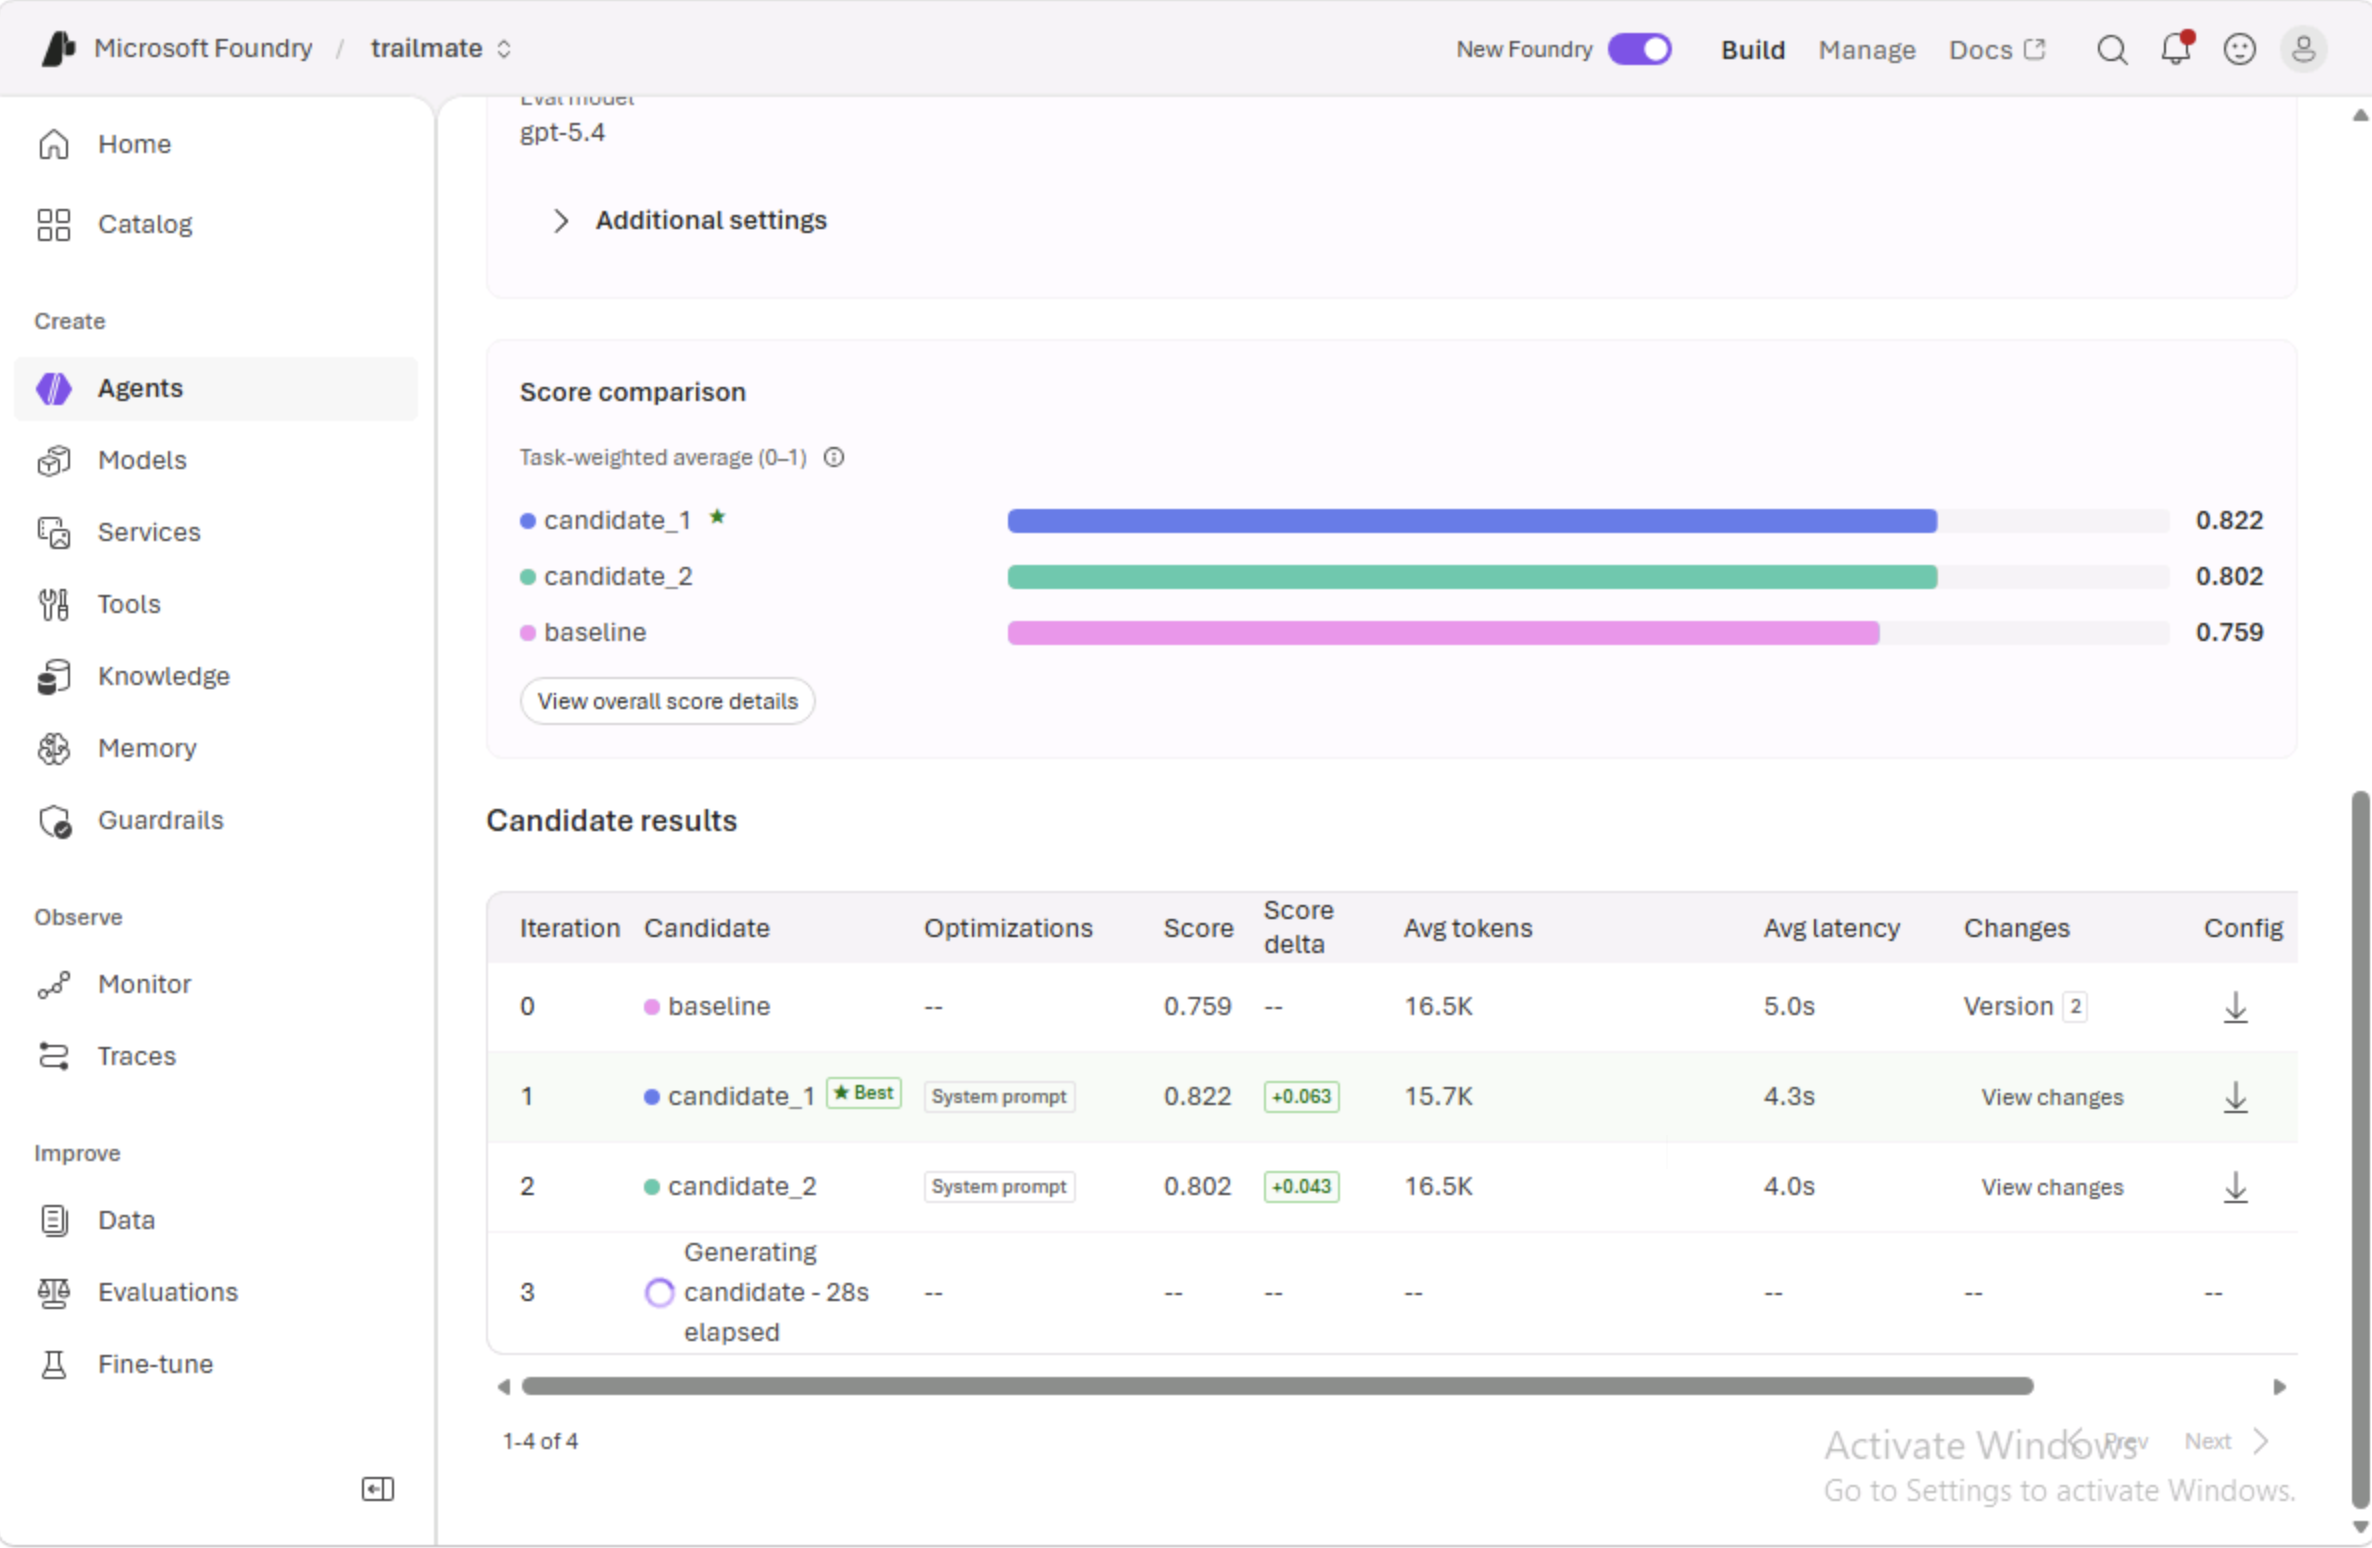 Microsoft Foundry / trailmate
New Foundry
Build
Manage
Docs
Home
Catalog
Create
Agents
Models
Services
Tools
Knowledge
Memory
Guardrails
Observe
Monitor
Traces
Improve
Data
Evaluations
Fine-tune
Eval model
gpt-5.4
Additional settings
Score comparison
Task-weighted average (0–1)
candidate_1 0.822
candidate_2 0.802
baseline 0.759
View overall score details
Candidate results
Iteration Candidate Optimizations Score Score delta Avg tokens Avg latency Changes Config
0 baseline -- 0.759 -- 16.5K 5.0s Version 2
1 candidate_1 ★ Best System prompt 0.822 +0.063 15.7K 4.3s View changes
2 candidate_2 System prompt 0.802 +0.043 16.5K 4.0s View changes
3 Generating candidate - 28s elapsed -- -- -- -- -- -- --
1-4 of 4
Prev Next
Activate Windows
Go to Settings to activate Windows.